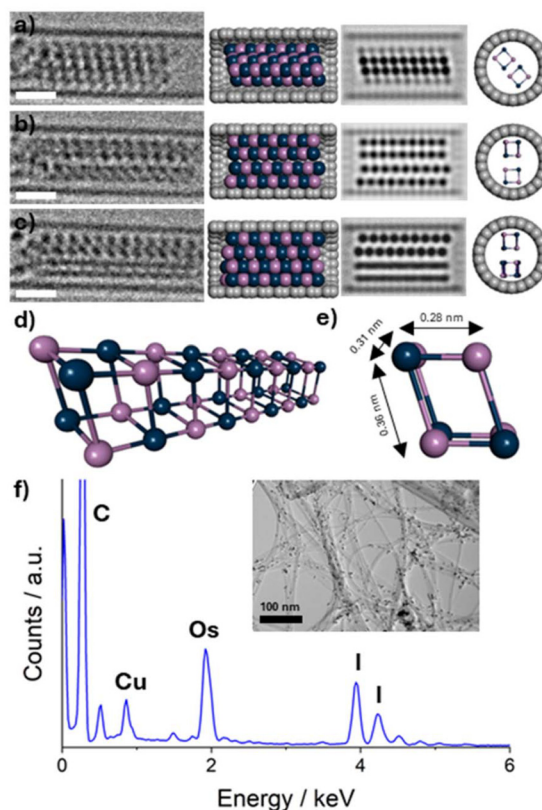 a)
b)
c)
d)
e)
0.31 nm
0.28 nm
0.36 nm
f)
C
Cu
Os
I
I
100 nm
Counts / a.u.
0
2
4
6
Energy / keV